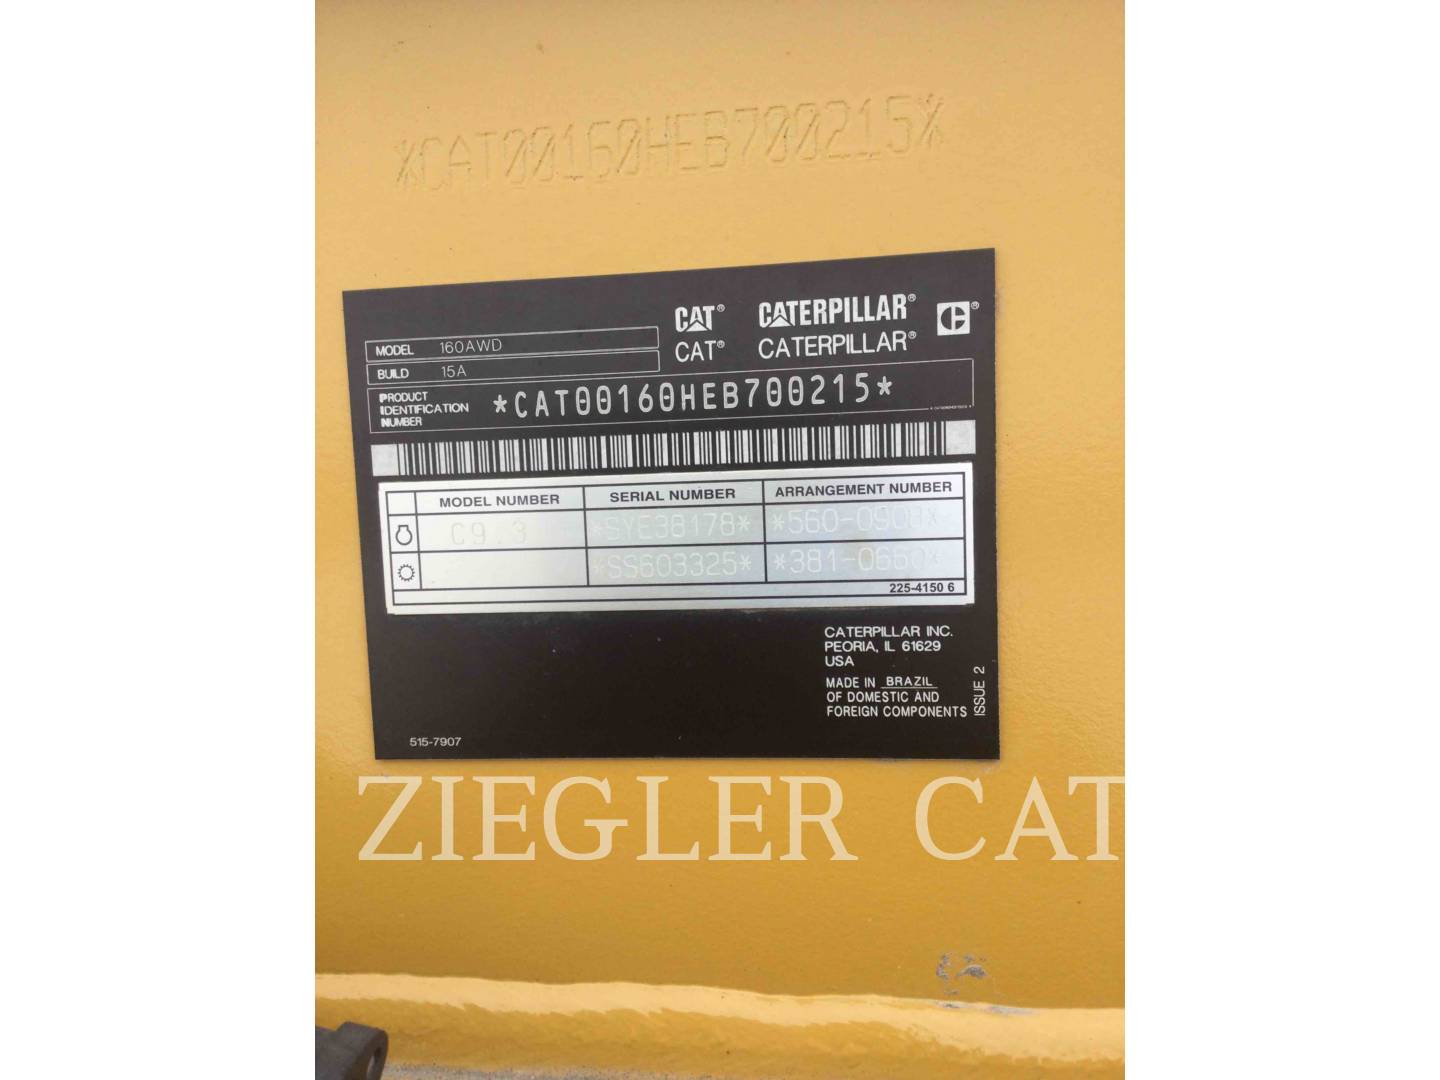 *CAT00160HEB700215*
CAT® CATERPILLAR®
CAT® CATERPILLAR®
MODEL 160AWD
BUILD 15A
PRODUCT IDENTIFICATION NUMBER *CAT00160HEB700215*
MODEL NUMBER SERIAL NUMBER ARRANGEMENT NUMBER
C9.3 *SYE38178* *560-0908*
*SS603325* *381-0660*
225-4150 6
CATERPILLAR INC.
PEORIA, IL 61629
USA
MADE IN BRAZIL
OF DOMESTIC AND
FOREIGN COMPONENTS
ISSUE 2
515-7907
ZIEGLER CAT